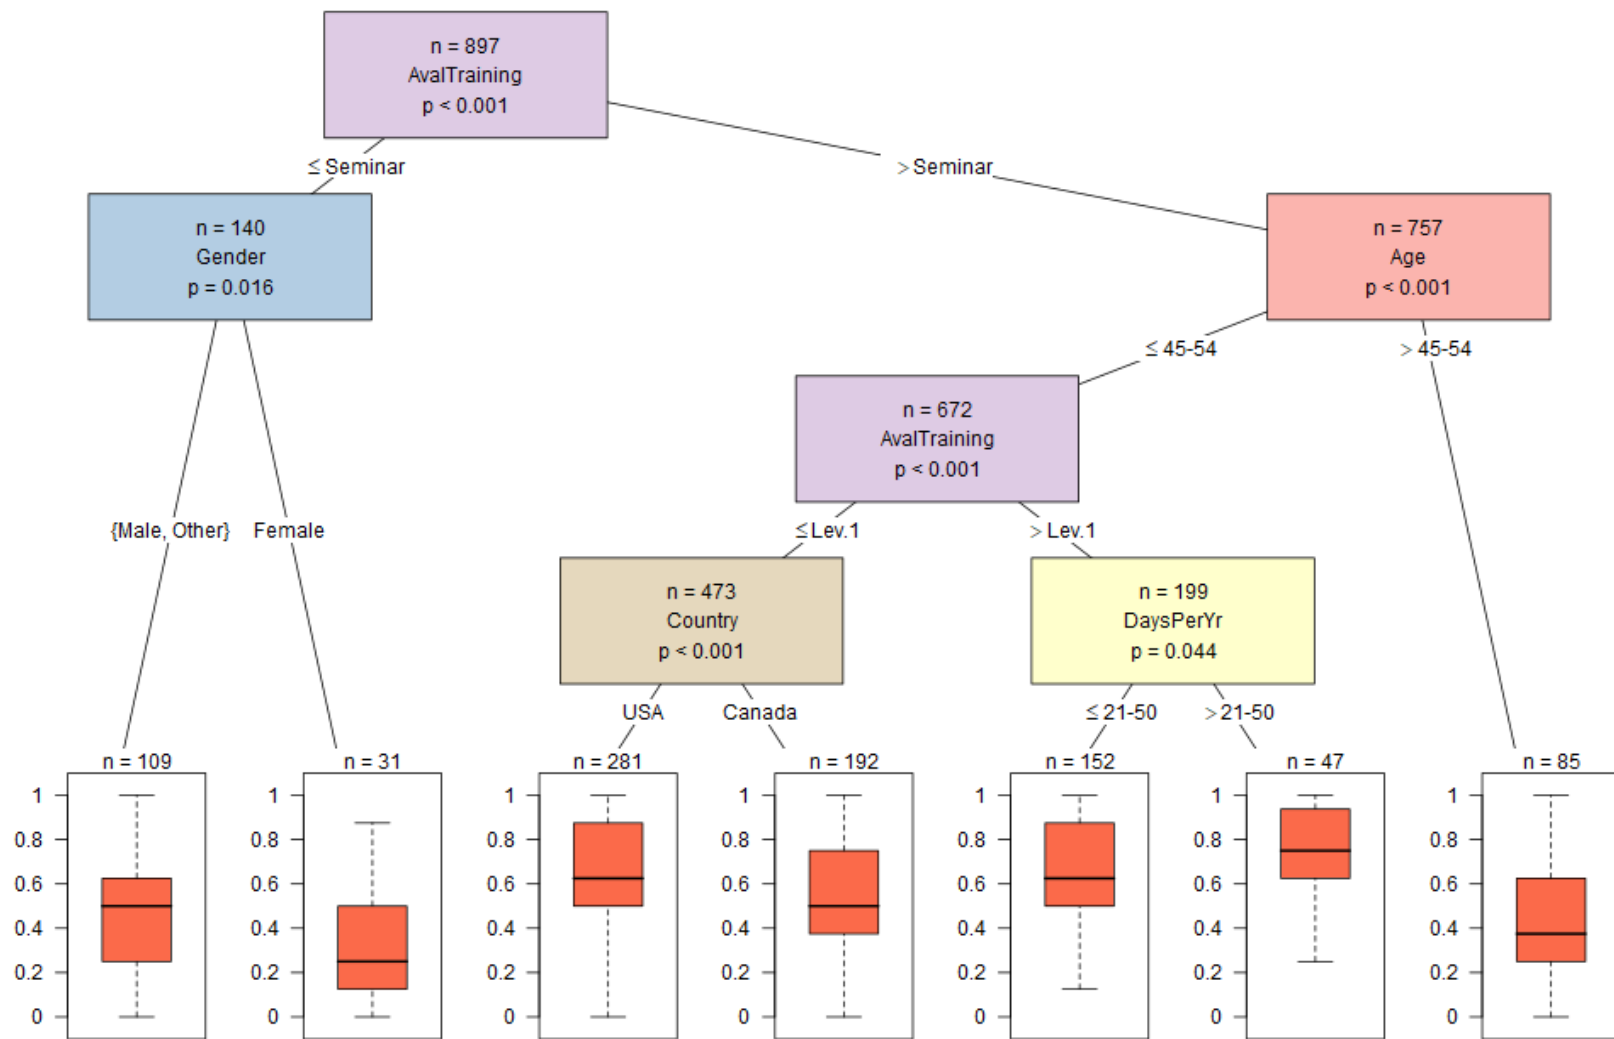 n = 897
AvalTraining
p < 0.001
≤ Seminar
> Seminar
n = 140
Gender
p = 0.016
n = 757
Age
p < 0.001
≤ 45-54
> 45-54
n = 672
AvalTraining
p < 0.001
{Male, Other}
Female
≤Lev.1
> Lev.1
n = 473
Country
p < 0.001
n = 199
DaysPerYr
p = 0.044
USA
Canada
≤ 21-50
>21-50
n = 109
1
0.8
0.6
0.4
0.2
0
n = 31
1
0.8
0.6
0.4
0.2
0
n = 281
1
0.8
0.6
0.4
0.2
0
n = 192
1
0.8
0.6
0.4
0.2
0
n = 152
1
0.8
0.6
0.4
0.2
0
n = 47
1
0.8
0.6
0.4
0.2
0
n = 85
1
0.8
0.6
0.4
0.2
0